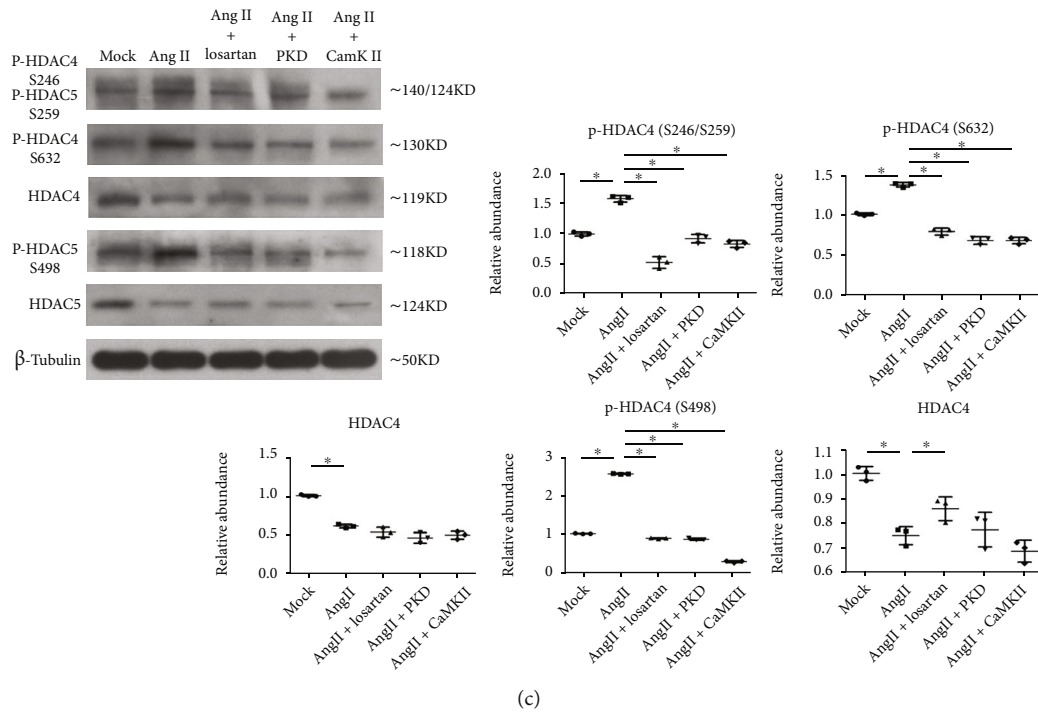 Ang II
+
losartan
Ang II
+
PKD
Ang II
+
CamK II
Mock
Ang II
P-HDAC4
S246
P-HDAC5
S259
~140/124KD
P-HDAC4
S632
~130KD
HDAC4
~119KD
P-HDAC5
S498
~118KD
HDAC5
~124KD
β-Tubulin
~50KD
p-HDAC4 (S246/S259)
Relative abundance
2.0
1.5
1.0
0.5
0.0
*
*
*
*
Mock
AngII
AngII + losartan
AngII + PKD
AngII + CaMKII
p-HDAC4 (S632)
Relative abundance
1.5
1.0
0.5
0.0
*
*
*
*
Mock
AngII
AngII + losartan
AngII + PKD
AngII + CaMKII
HDAC4
Relative abundance
1.5
1.0
0.5
0.0
*
Mock
AngII
AngII + losartan
AngII + PKD
AngII + CaMKII
p-HDAC4 (S498)
Relative abundance
3
2
1
0
*
*
*
*
Mock
AngII
AngII + losartan
AngII + PKD
AngII + CaMKII
HDAC4
Relative abundance
1.1
1.0
0.9
0.8
0.7
0.6
*
*
Mock
AngII
AngII + losartan
AngII + PKD
AngII + CaMKII
(c)